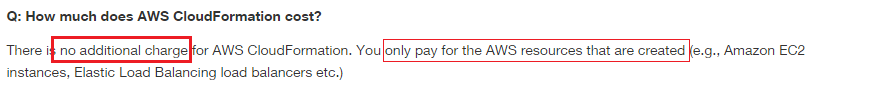 Q: How much does AWS CloudFormation cost?
There is no additional charge for AWS CloudFormation. You only pay for the AWS resources that are created (e.g., Amazon EC2
instances, Elastic Load Balancing load balancers etc.)